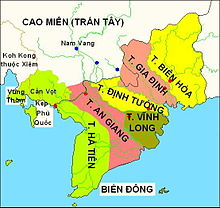 CAO MIÊN (TRẤN TÂY)
Koh Kong
thuộc Xiêm
Nam Vang
T. BIÊN HÒA
T. GIA ĐỊNH
Vũng
Thơm
Cần Vọt
Kép
Phú
Quốc
T. ĐỊNH TƯỜNG
T. VĨNH
LONG
T. AN GIANG
T. HÀ TIÊN
BIỂN ĐÔNG